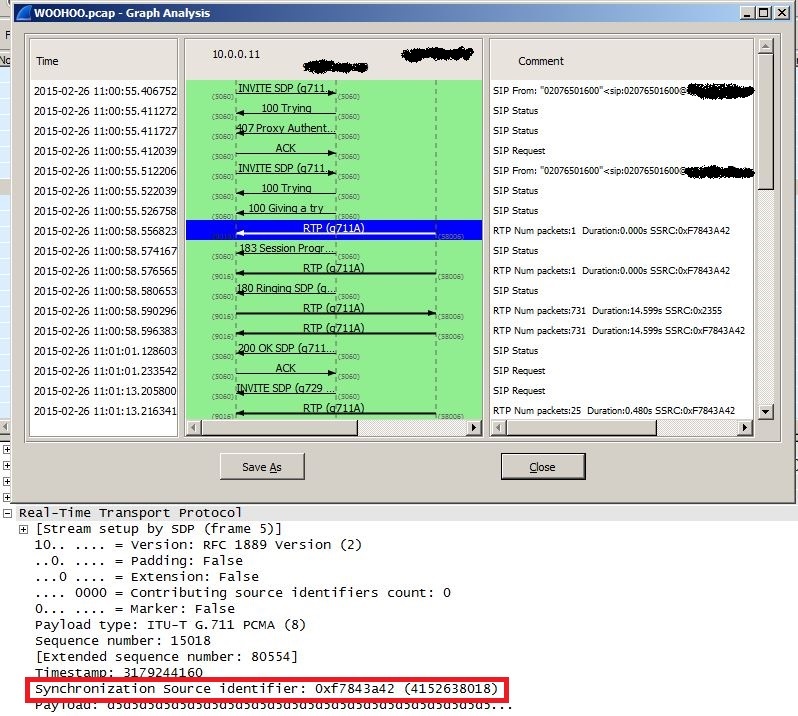 WOOHOO.pcap - Graph Analysis
Time
10.0.0.11
Comment
2015-02-26 11:00:55.406752 (5060) INVITE SDP (g711... (5060) SIP From: "02076501600"<sip:02076501600@
2015-02-26 11:00:55.411272 (5060) 100 Trying (5060) SIP Status
2015-02-26 11:00:55.411727 (5060) 407 Proxy Authent... (5060) SIP Status
2015-02-26 11:00:55.412039 (5060) ACK (5060) SIP Request
2015-02-26 11:00:55.512206 (5060) INVITE SDP (g711... (5060) SIP From: "02076501600"<sip:02076501600@
2015-02-26 11:00:55.522039 (5060) 100 Trying (5060) SIP Status
2015-02-26 11:00:55.526758 (5060) 100 Giving a try (5060) SIP Status
2015-02-26 11:00:58.556823 (9016) RTP (g711A) (58006) RTP Num packets:1 Duration:0.000s SSRC:0xF7843A42
2015-02-26 11:00:58.574167 (5060) 183 Session Progr... (5060) SIP Status
2015-02-26 11:00:58.576565 (9016) RTP (g711A) (58006) RTP Num packets:1 Duration:0.000s SSRC:0xF7843A42
2015-02-26 11:00:58.580653 (5060) 180 Ringing SDP (g... (5060) SIP Status
2015-02-26 11:00:58.590296 (9016) RTP (g711A) (58006) RTP Num packets:731 Duration:14.599s SSRC:0x2355
2015-02-26 11:00:58.596383 (9016) RTP (g711A) (58006) RTP Num packets:731 Duration:14.599s SSRC:0xF7843A42
2015-02-26 11:01:01.128603 (5060) 200 OK SDP (g711... (5060) SIP Status
2015-02-26 11:01:01.233542 (5060) ACK (5060) SIP Request
2015-02-26 11:01:13.205800 (5060) INVITE SDP (g729 ... (5060) SIP Request
2015-02-26 11:01:13.216341 (9016) RTP (g711A) (58006) RTP Num packets:25 Duration:0.480s SSRC:0xF7843A42
Save As
Close
Real-Time Transport Protocol
[Stream setup by SDP (frame 5)]
10.. .... = Version: RFC 1889 Version (2)
..0. .... = Padding: False
...0 .... = Extension: False
.... 0000 = Contributing source identifiers count: 0
0... .... = Marker: False
Payload type: ITU-T G.711 PCMA (8)
Sequence number: 15018
[Extended sequence number: 80554]
Timestamp: 3179244160
Synchronization Source identifier: 0xf7843a42 (4152638018)
Payload: d5d5d5d5d5d5d5d5d5d5d5d5d5d5d5d5d5d5d5d5d5d5d5...